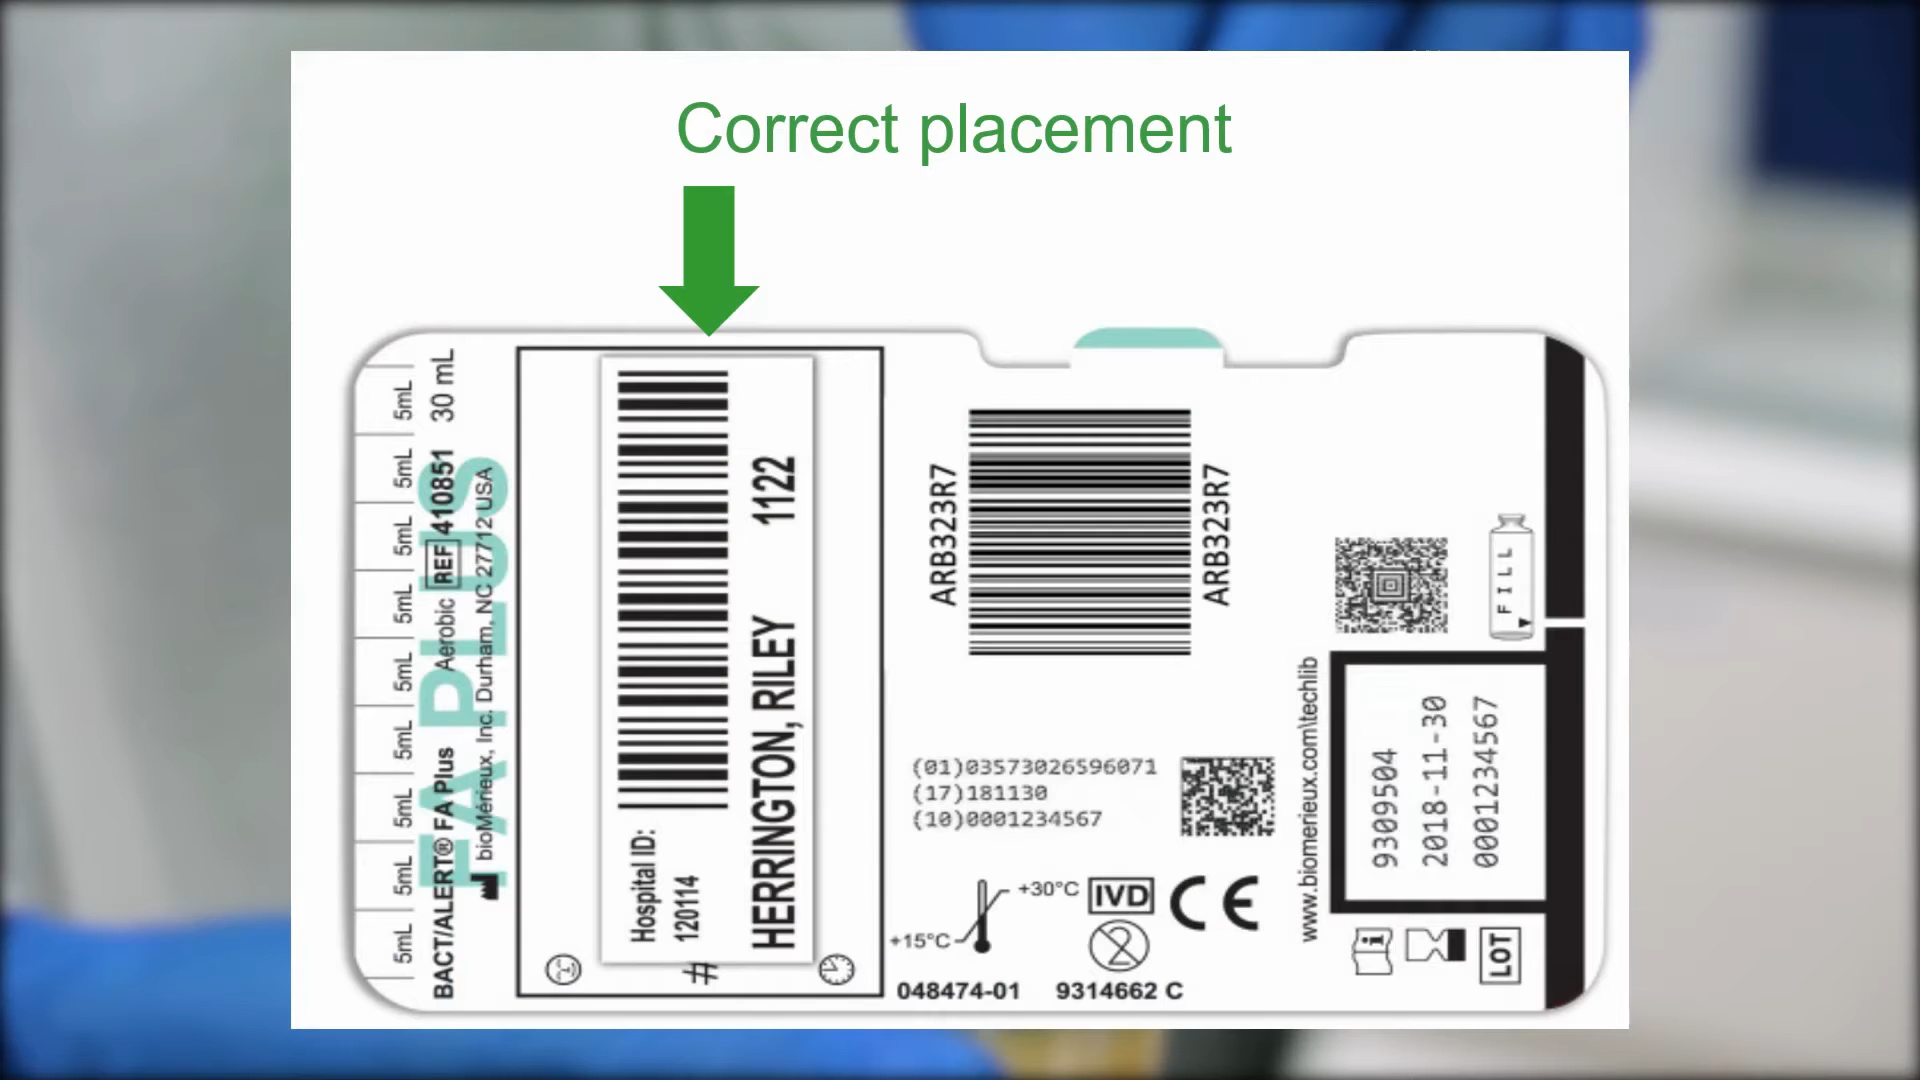 Correct placement
5mL
5mL
5mL
5mL
5mL
5mL
5mL
5mL
5mL
BACT/ALERT® FA Plus Aerobic REF 410851 30 mL
FA PLUS
bioMérieux, Inc. Durham, NC 27712 USA
Hospital ID:
120114
HERRINGTON, RILEY 1122
#
ARB323R7
ARB323R7
(01)03573026596071
(17)181130
(10)0001234567
+30°C
+15°C
IVD
2
CE
048474-01
9314662 C
www.biomerieux.com\techlib
FILL
9309504
2018-11-30
0001234567
i
LOT